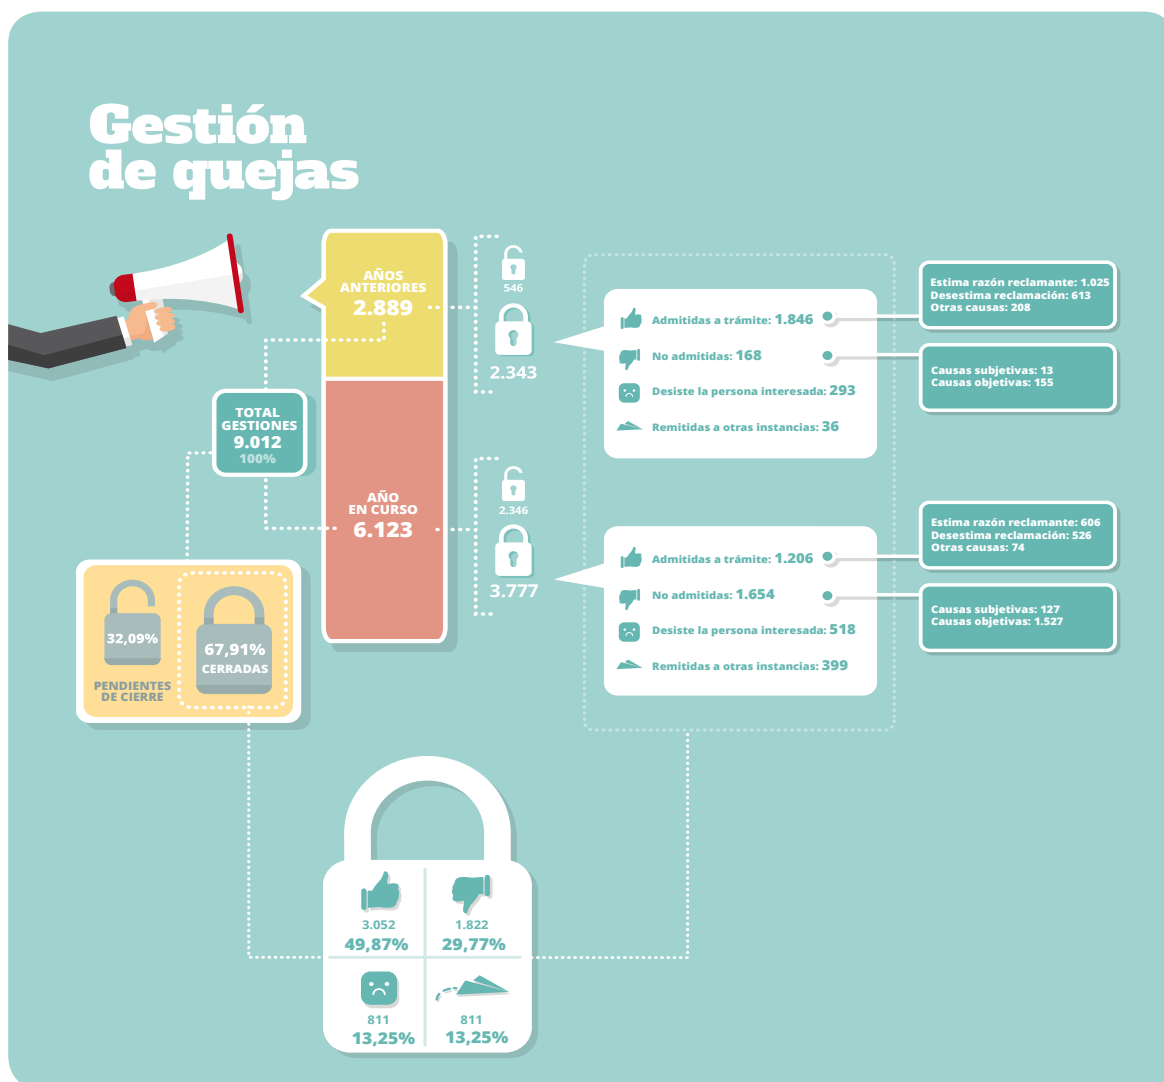 Gestión
de quejas
AÑOS
ANTERIORES
2.889
546
2.343
Admitidas a trámite: 1.846
No admitidas: 168
Desiste la persona interesada: 293
Remitidas a otras instancias: 36
Estima razón reclamante: 1.025
Desestima reclamación: 613
Otras causas: 208
Causas subjetivas: 13
Causas objetivas: 155
TOTAL
GESTIONES
9.012
100%
AÑO
EN CURSO
6.123
2.346
3.777
Admitidas a trámite: 1.206
No admitidas: 1.654
Desiste la persona interesada: 518
Remitidas a otras instancias: 399
Estima razón reclamante: 606
Desestima reclamación: 526
Otras causas: 74
Causas subjetivas: 127
Causas objetivas: 1.527
32,09%
PENDIENTES
DE CIERRE
67,91%
CERRADAS
3.052
49,87%
1.822
29,77%
811
13,25%
811
13,25%